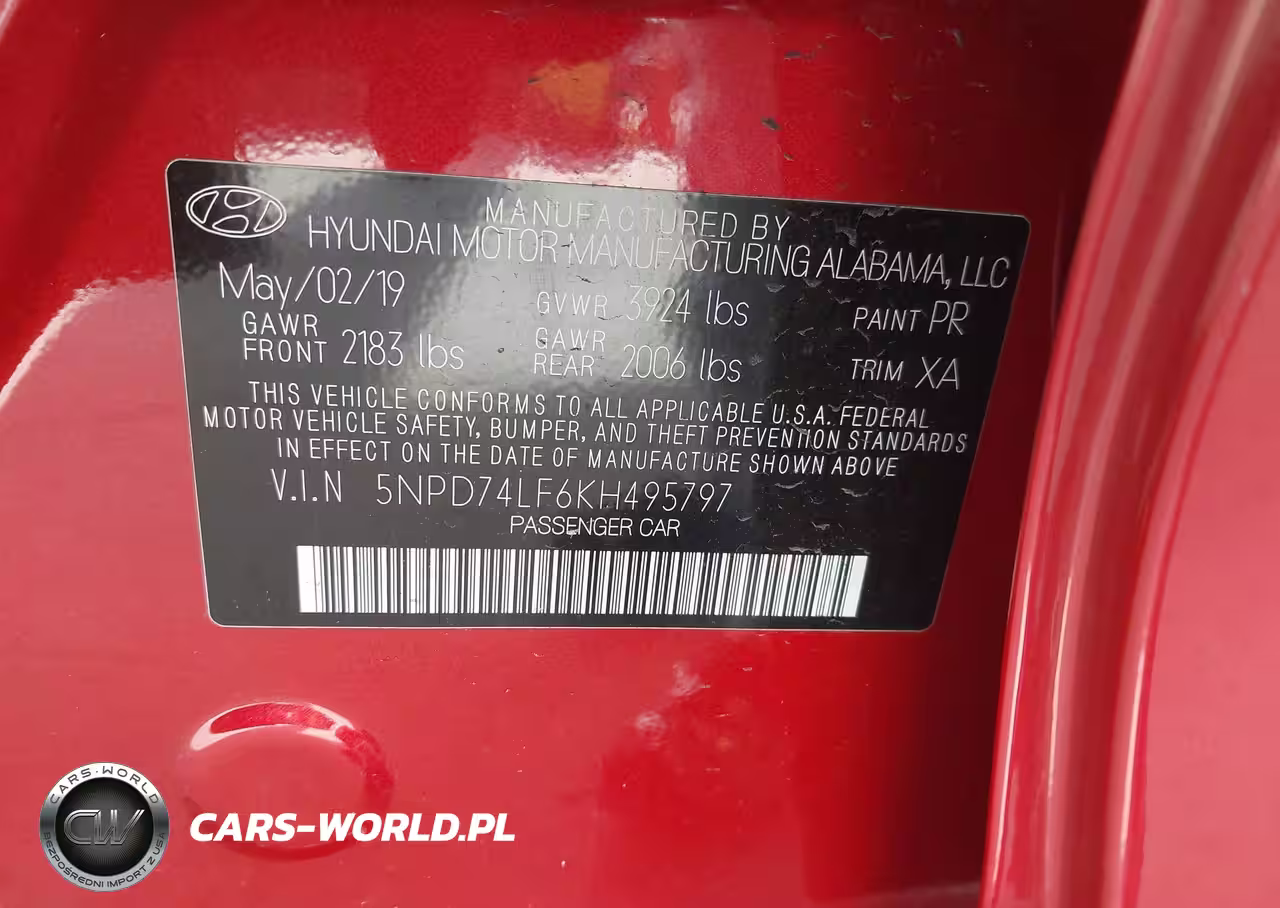 MANUFACTURED BY
HYUNDAI MOTOR MANUFACTURING ALABAMA, LLC
May/02/19 GVWR 3924 lbs PAINT PR
GAWR FRONT 2183 lbs GAWR REAR 2006 lbs TRIM XA
THIS VEHICLE CONFORMS TO ALL APPLICABLE U.S.A. FEDERAL
MOTOR VEHICLE SAFETY, BUMPER, AND THEFT PREVENTION STANDARDS
IN EFFECT ON THE DATE OF MANUFACTURE SHOWN ABOVE
V.I.N 5NPD74LF6KH495797
PASSENGER CAR
CARS-WORLD
CW
BEZPOŚREDNI IMPORT Z USA
CARS-WORLD.PL